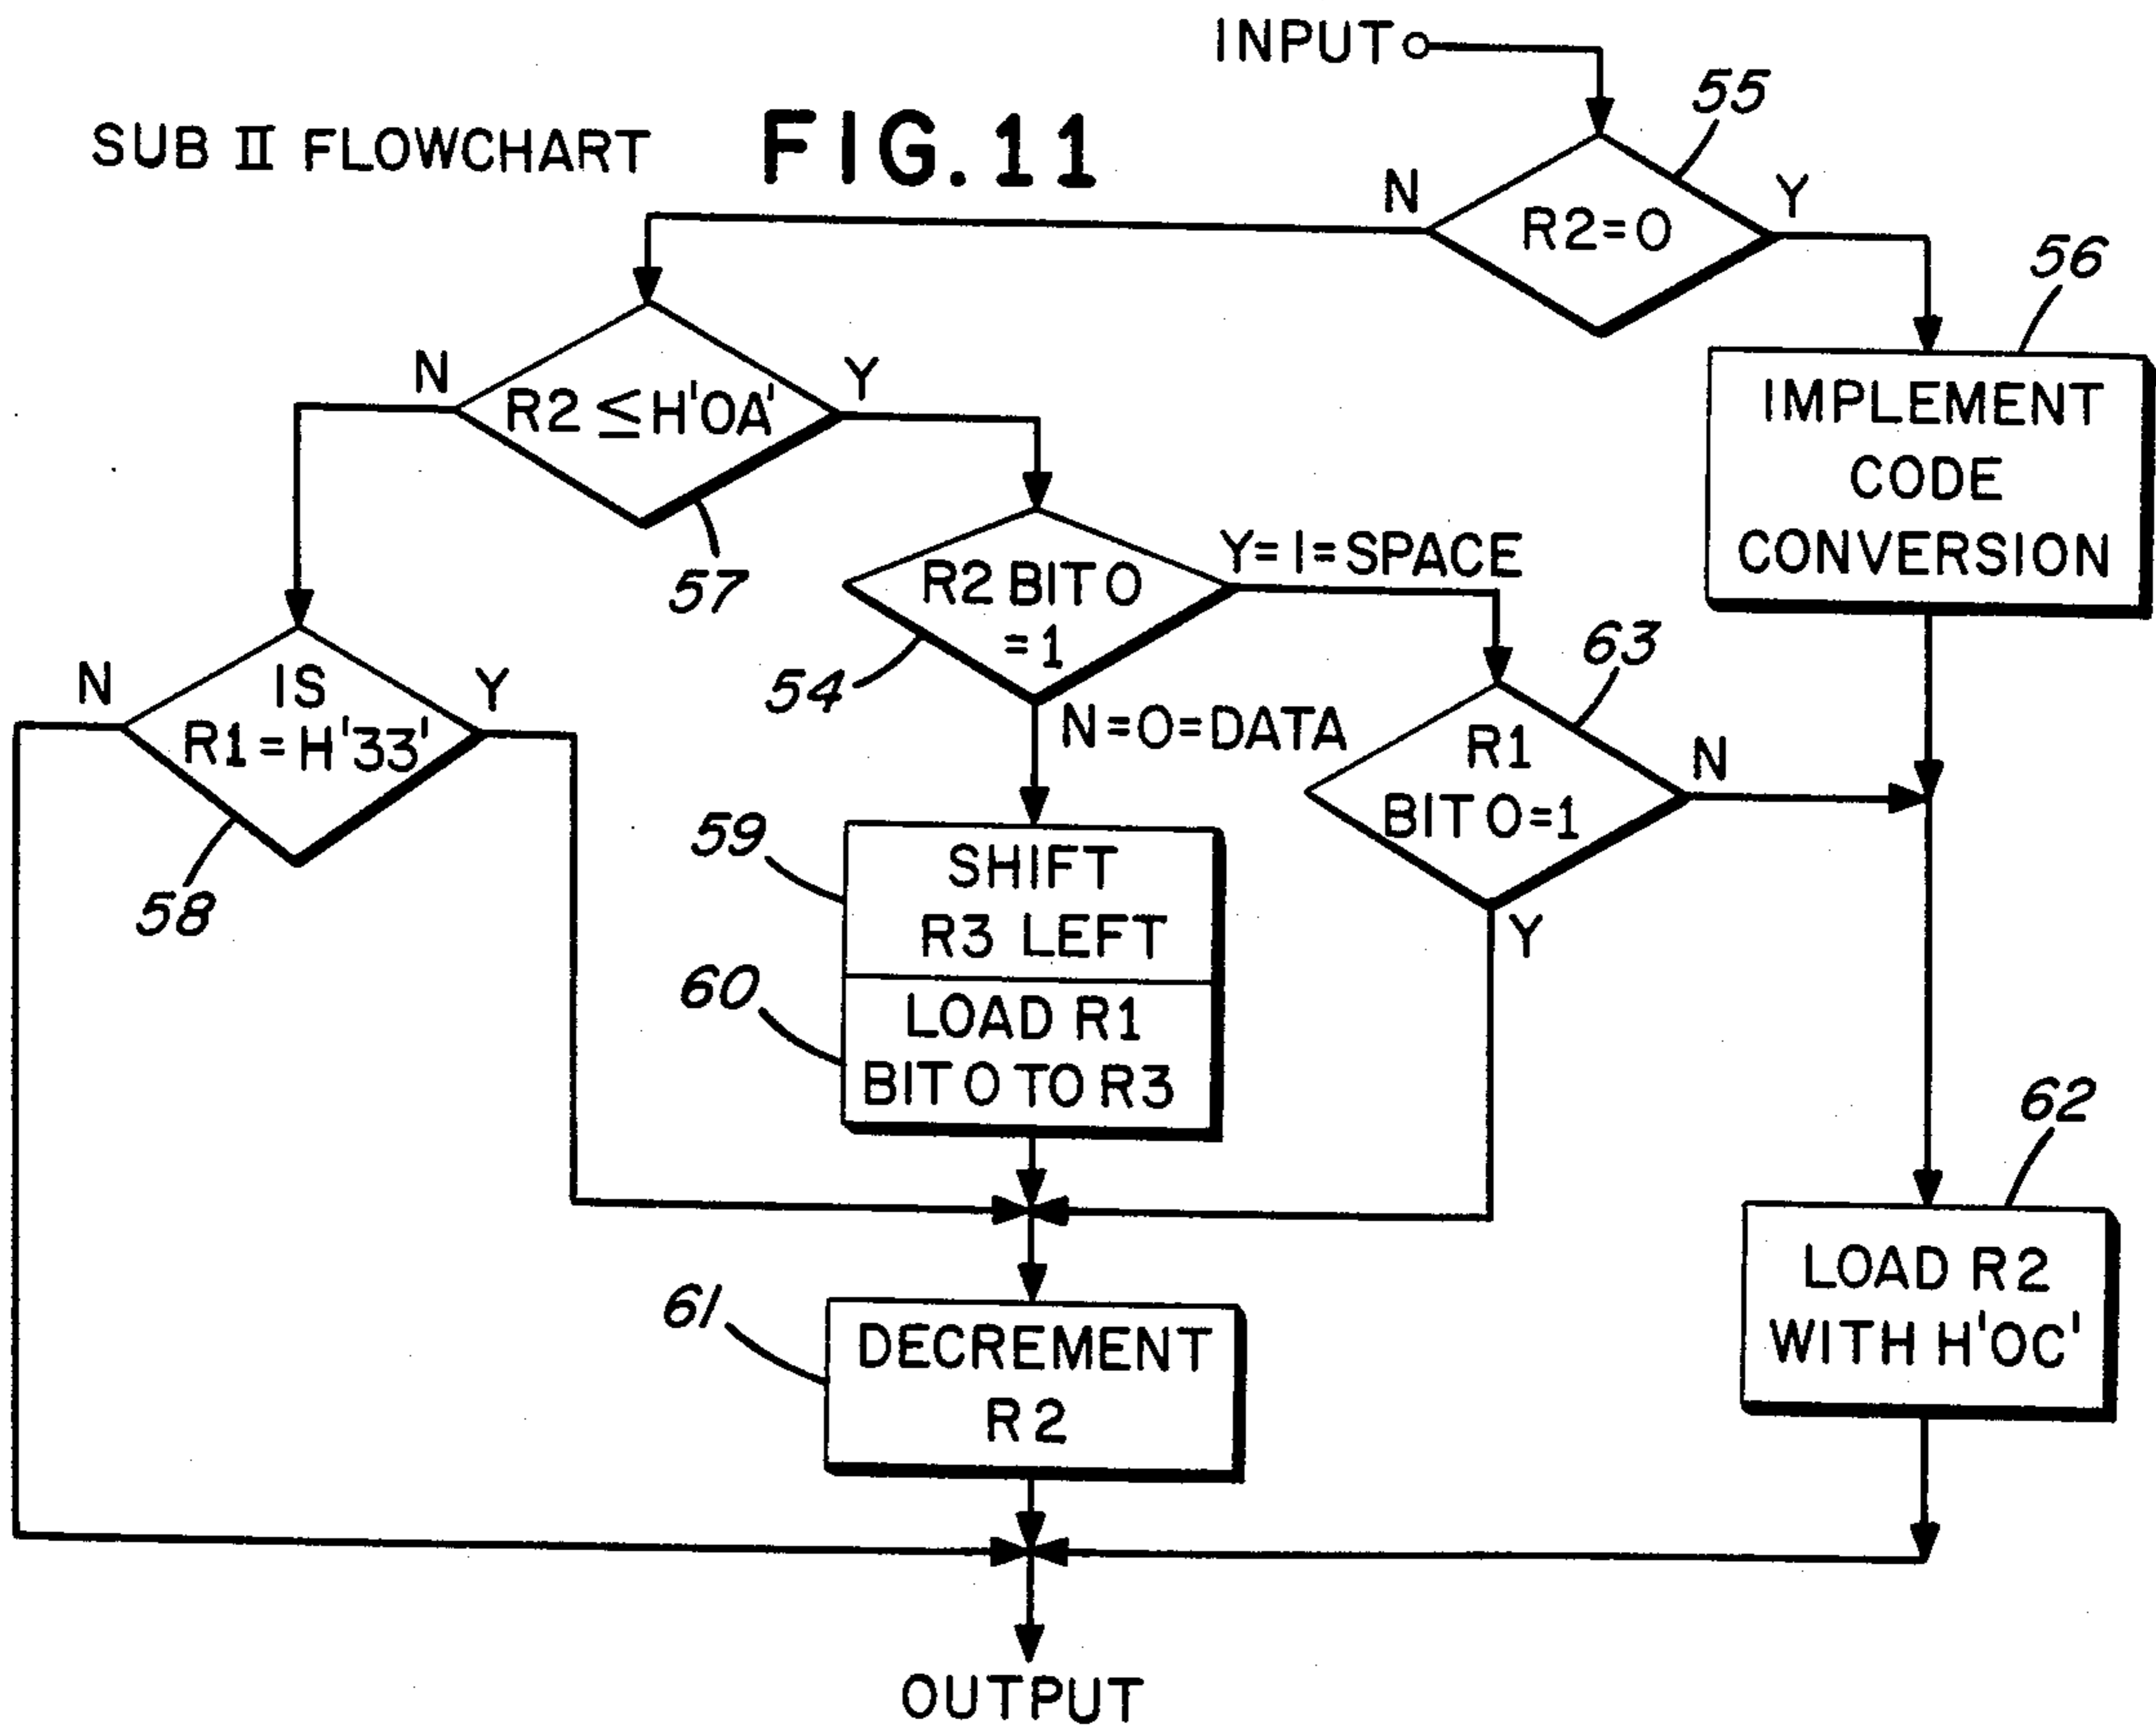 INPUT
SUB II FLOWCHART FIG. 11
55
N
R2=0
Y
56
IMPLEMENT
CODE
CONVERSION
N
R2 ≤ H'0A'
Y
57
R2 BIT 0
=1
Y=1=SPACE
54
N=0=DATA
63
R1
BIT 0=1
N
Y
N
IS
R1=H'33'
Y
58
59
SHIFT
R3 LEFT
60
LOAD R1
BIT 0 TO R3
62
LOAD R2
WITH H'0C'
61
DECREMENT
R2
OUTPUT